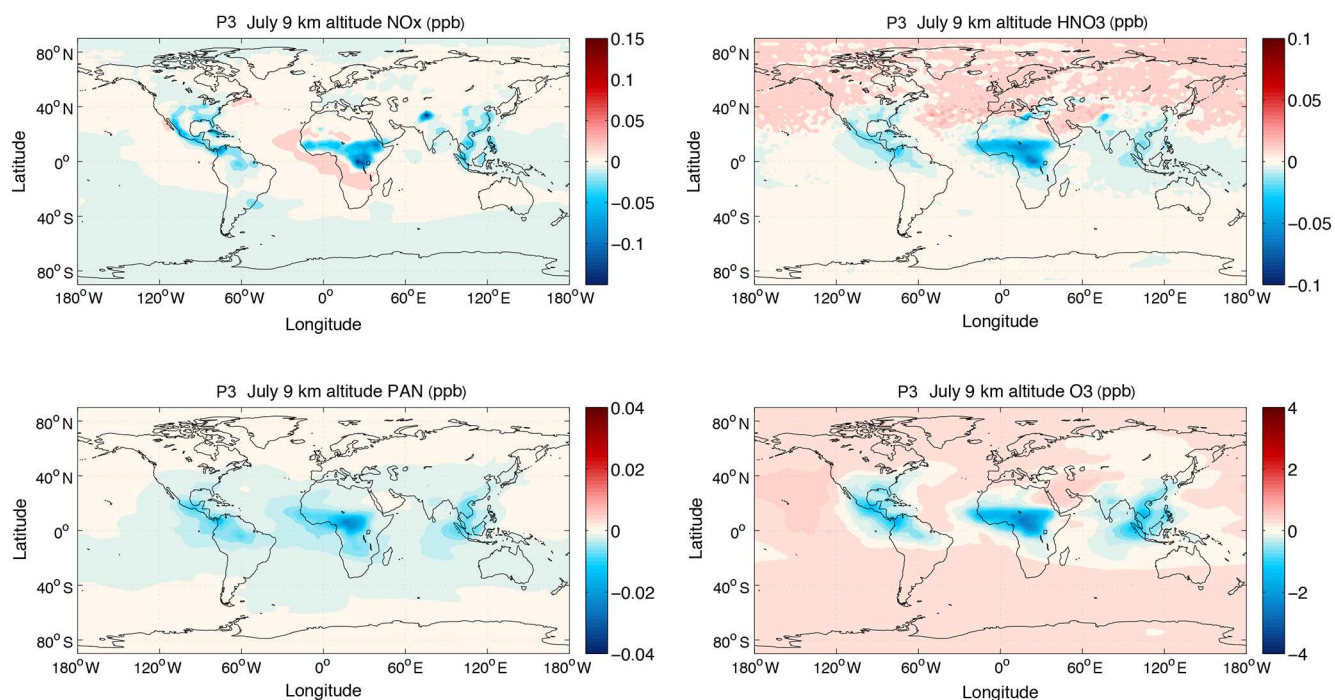 P3 July 9 km altitude NOx (ppb)
80°N
40°N
0°
40°S
80°S
Latitude
180°W 120°W 60°W 0° 60°E 120°E 180°W
Longitude
0.15
0.1
0.05
0
−0.05
−0.1
P3 July 9 km altitude HNO3 (ppb)
80°N
40°N
0°
40°S
80°S
Latitude
180°W 120°W 60°W 0° 60°E 120°E 180°W
Longitude
0.1
0.05
0
−0.05
−0.1
P3 July 9 km altitude PAN (ppb)
80°N
40°N
0°
40°S
80°S
Latitude
180°W 120°W 60°W 0° 60°E 120°E 180°W
Longitude
0.04
0.02
0
−0.02
−0.04
P3 July 9 km altitude O3 (ppb)
80°N
40°N
0°
40°S
80°S
Latitude
180°W 120°W 60°W 0° 60°E 120°E 180°W
Longitude
4
2
0
−2
−4